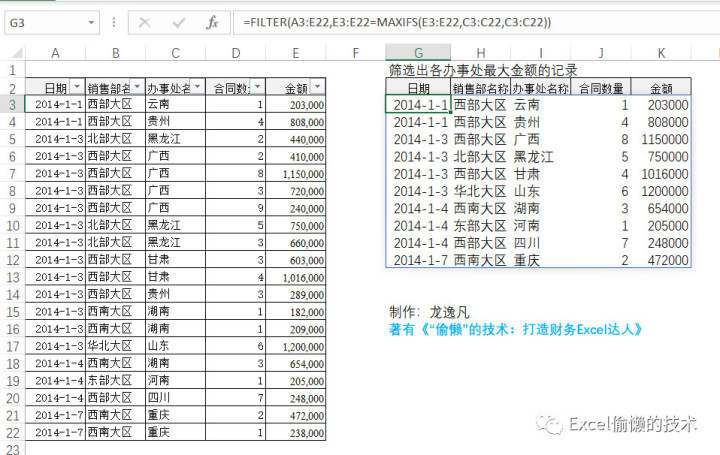 G3 =FILTER(A3:E22,E3:E22=MAXIFS(E3:E22,C3:C22,C3:C22))
A B C D E F G H I J K
1 筛选出各办事处最大金额的记录
2 日期 销售部名 办事处名 合同数 金额 日期 销售部名称 办事处名称 合同数量 金额
3 2014-1-1 西部大区 云南 1 203,000 2014-1-1 西部大区 云南 1 203000
4 2014-1-1 西部大区 贵州 4 808,000 2014-1-1 西部大区 贵州 4 808000
5 2014-1-3 北部大区 黑龙江 2 440,000 2014-1-3 西部大区 广西 8 1150000
6 2014-1-3 西部大区 广西 2 410,000 2014-1-3 北部大区 黑龙江 5 750000
7 2014-1-3 西部大区 广西 8 1,150,000 2014-1-3 西部大区 甘肃 4 1016000
8 2014-1-3 西部大区 广西 3 720,000 2014-1-3 华北大区 山东 6 1200000
9 2014-1-3 西部大区 广西 9 240,000 2014-1-4 西南大区 湖南 3 654000
10 2014-1-3 北部大区 黑龙江 5 750,000 2014-1-4 东部大区 河南 1 205000
11 2014-1-3 北部大区 黑龙江 3 660,000 2014-1-4 西部大区 四川 7 248000
12 2014-1-3 西部大区 甘肃 3 603,000 2014-1-7 西南大区 重庆 2 472000
13 2014-1-3 西部大区 甘肃 4 1,016,000
14 2014-1-3 西部大区 贵州 3 289,000
15 2014-1-3 西南大区 湖南 1 182,000 制作：龙逸凡
16 2014-1-3 西南大区 湖南 1 209,000 著有《“偷懒”的技术：打造财务Excel达人》
17 2014-1-3 华北大区 山东 6 1,200,000
18 2014-1-4 西南大区 湖南 3 654,000
19 2014-1-4 东部大区 河南 1 205,000
20 2014-1-4 西部大区 四川 7 248,000
21 2014-1-7 西南大区 重庆 2 472,000
22 2014-1-7 西南大区 重庆 1 238,000
23
Excel偷懒的技术